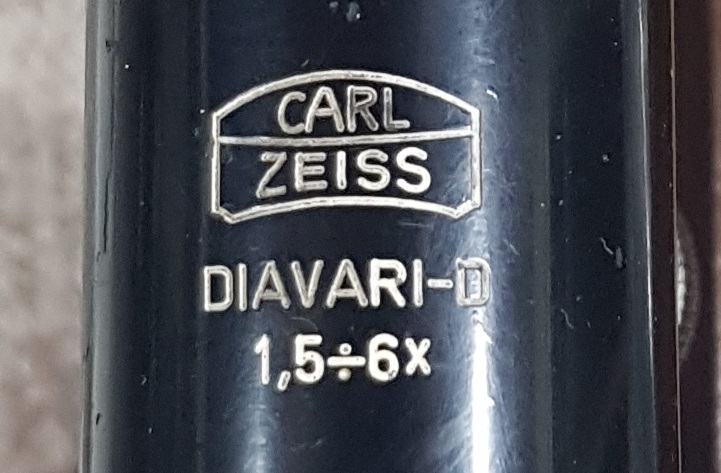 CARL
ZEISS
DIAVARI-D
1,5÷6x